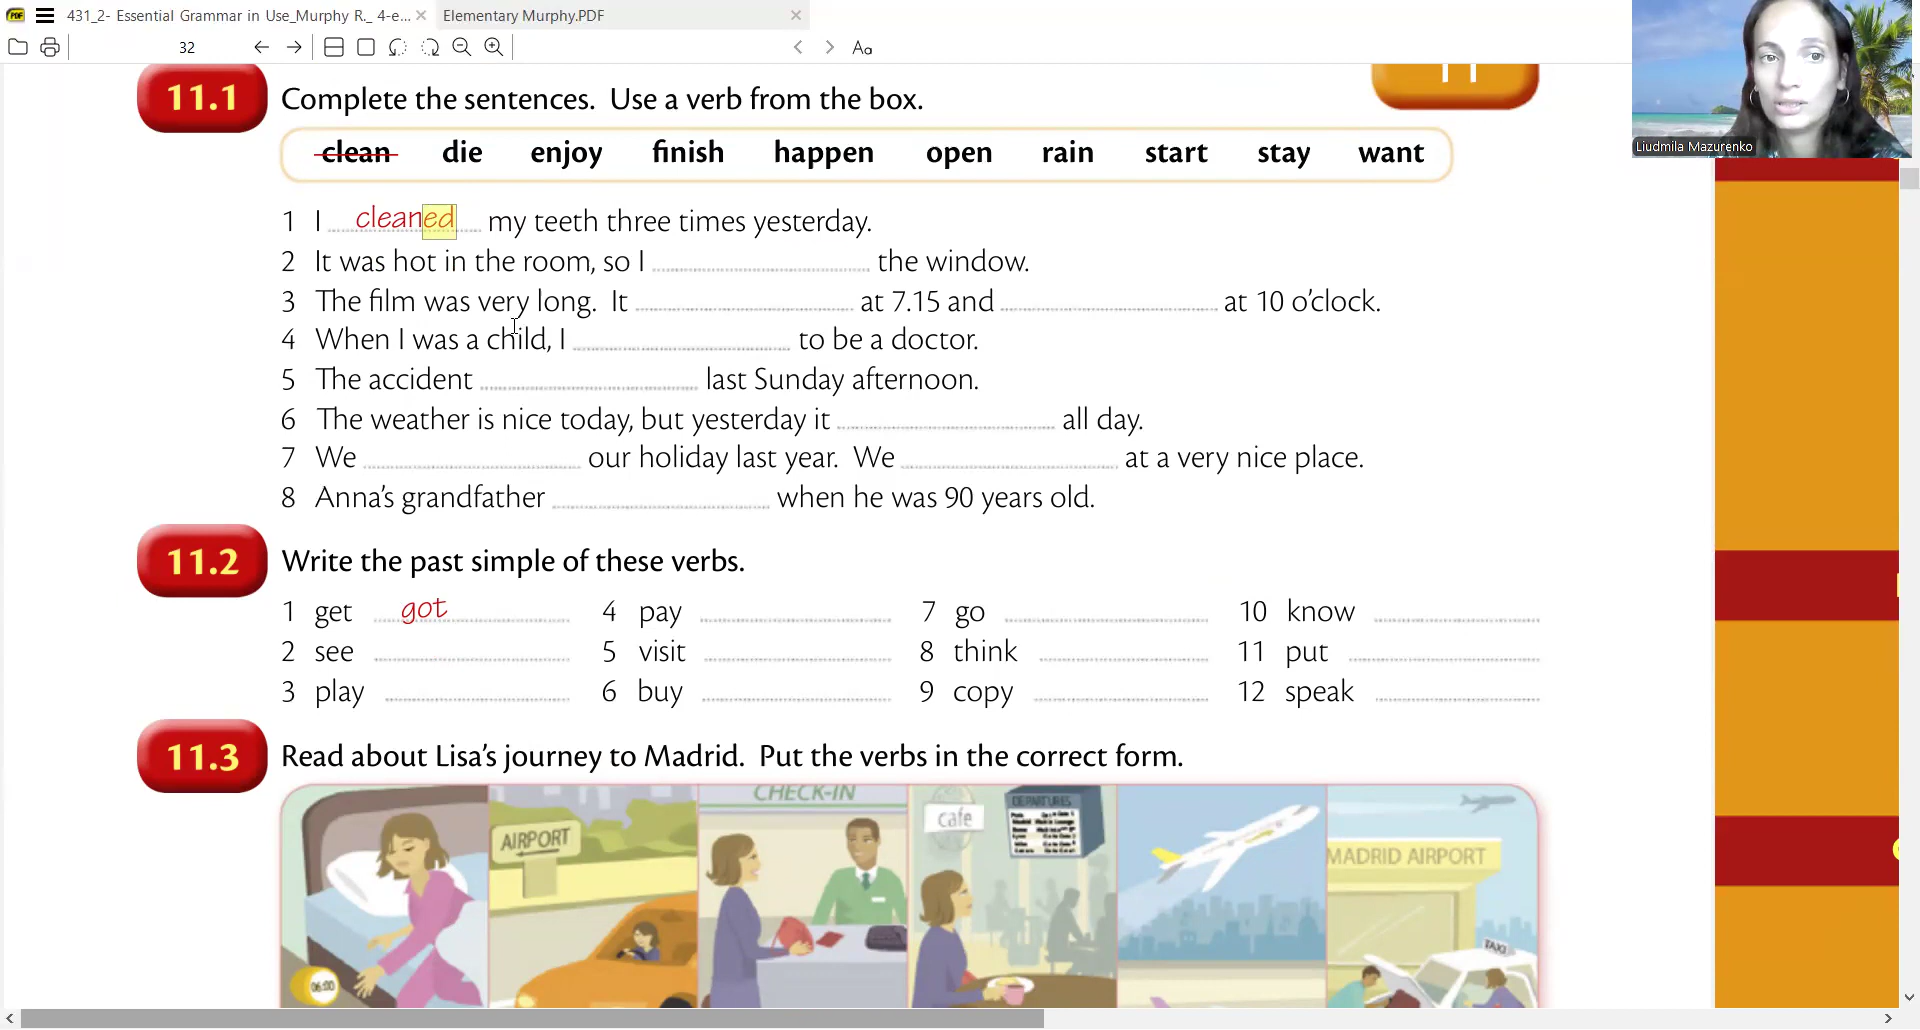 431_2- Essential Grammar in Use_Murphy R._ 4-e...
Elementary Murphy.PDF
32
Aa
11
11.1 Complete the sentences. Use a verb from the box.
clean die enjoy finish happen open rain start stay want
Liudmila Mazurenko
1 I cleaned my teeth three times yesterday.
2 It was hot in the room, so I the window.
3 The film was very long. It at 7.15 and at 10 o'clock.
4 When I was a child, I to be a doctor.
5 The accident last Sunday afternoon.
6 The weather is nice today, but yesterday it all day.
7 We our holiday last year. We at a very nice place.
8 Anna's grandfather when he was 90 years old.
11.2 Write the past simple of these verbs.
1 get got 4 pay 7 go 10 know
2 see 5 visit 8 think 11 put
3 play 6 buy 9 copy 12 speak
11.3 Read about Lisa's journey to Madrid. Put the verbs in the correct form.
CHECK-IN
DEPARTURES
cafe
AIRPORT
MADRID AIRPORT
TAXI
06:00